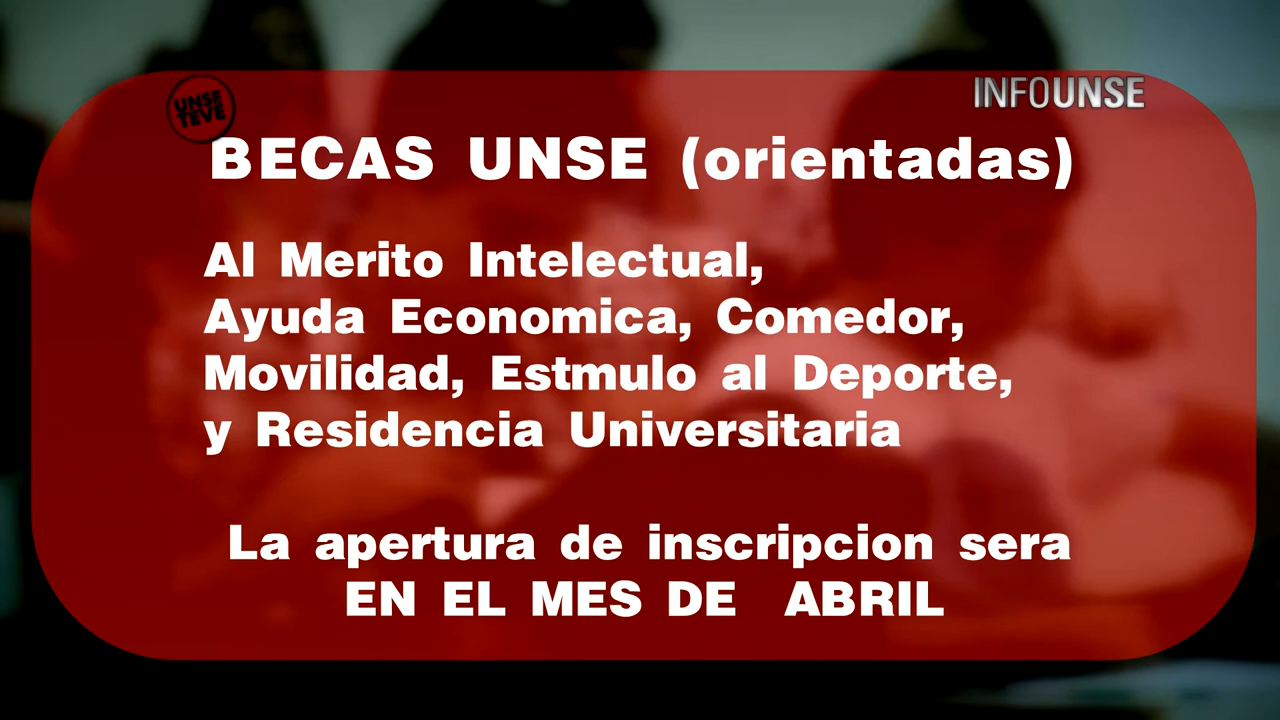 UNSE
TEVE
INFOUNSE
BECAS UNSE (orientadas)
Al Merito Intelectual,
Ayuda Economica, Comedor,
Movilidad, Estmulo al Deporte,
y Residencia Universitaria
La apertura de inscripcion sera
EN EL MES DE ABRIL